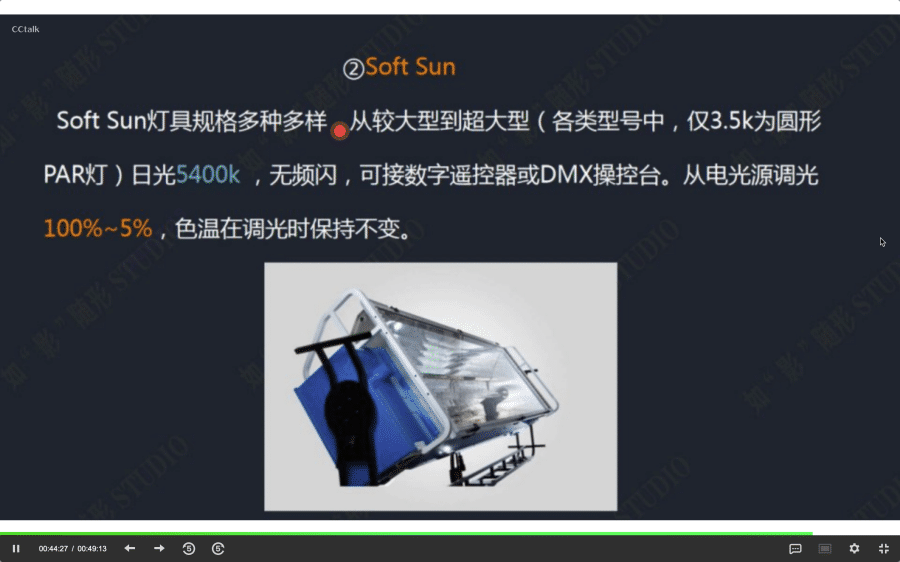 CCtalk
②Soft Sun
Soft Sun灯具规格多种多样 从较大型到超大型（各类型号中，仅3.5k为圆形
PAR灯）日光5400k ，无频闪，可接数字遥控器或DMX操控台。从电光源调光
100%~5%，色温在调光时保持不变。
00:44:27 / 00:49:13
5
5